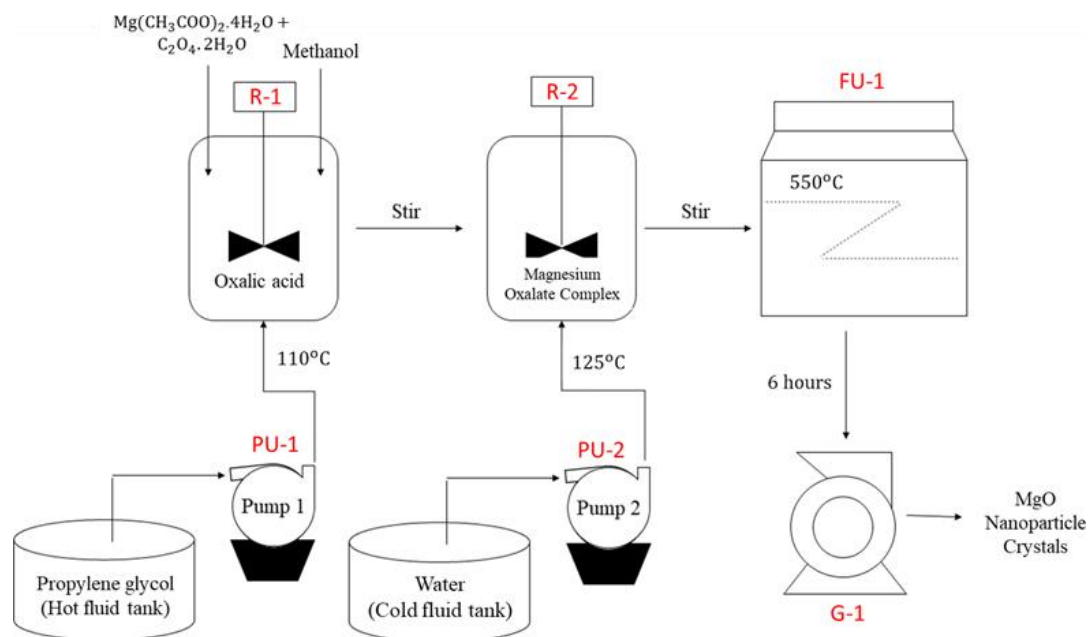 Mg(CH₃COO)₂.4H₂O +
C₂O₄.2H₂O
Methanol
R-1
R-2
FU-1
550°C
Stir
Stir
Oxalic acid
Magnesium
Oxalate Complex
110°C
125°C
6 hours
PU-1
PU-2
Pump 1
Pump 2
MgO
Nanoparticle
Crystals
Propylene glycol
(Hot fluid tank)
Water
(Cold fluid tank)
G-1